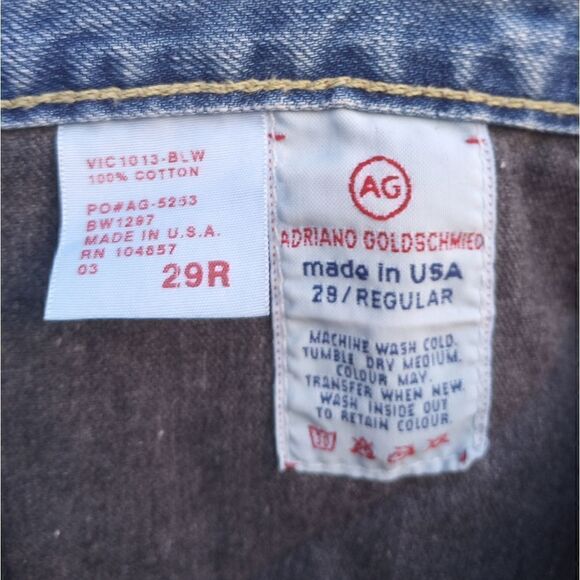 VIC1013-BLW
100% COTTON
PO#AG-5253
BW1297
MADE IN U.S.A.
RN 104657
03
29R
AG
ADRIANO GOLDSCHMIED
made in USA
29/REGULAR
MACHINE WASH COLD.
TUMBLE DRY MEDIUM.
COLOUR MAY.
TRANSFER WHEN NEW.
WASH INSIDE OUT
TO RETAIN COLOUR.